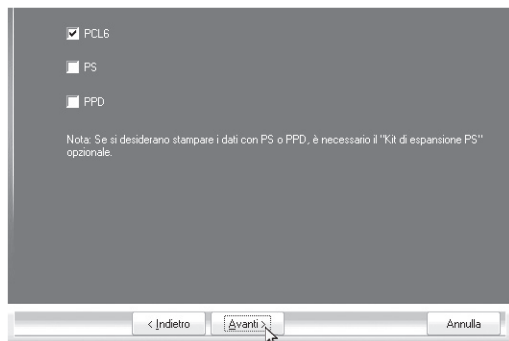 PCL6
PS
PPD
Nota: Se si desiderano stampare i dati con PS o PPD, è necessario il "Kit di espansione PS"
opzionale.
< Indietro
Avanti >
Annulla